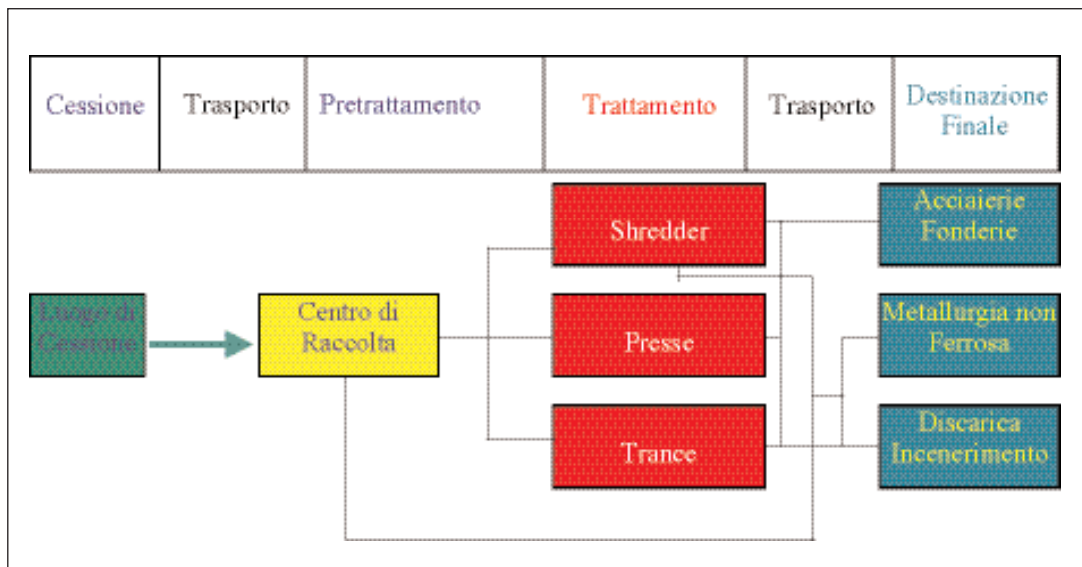 Cessione
Trasporto
Pretrattamento
Trattamento
Trasporto
Destinazione
Finale
Luogo di
Cessione
Centro di
Raccolta
Shredder
Presse
Trance
Acciaierie
Fonderie
Metallurgia non
Ferrosa
Discarica
Incenerimento